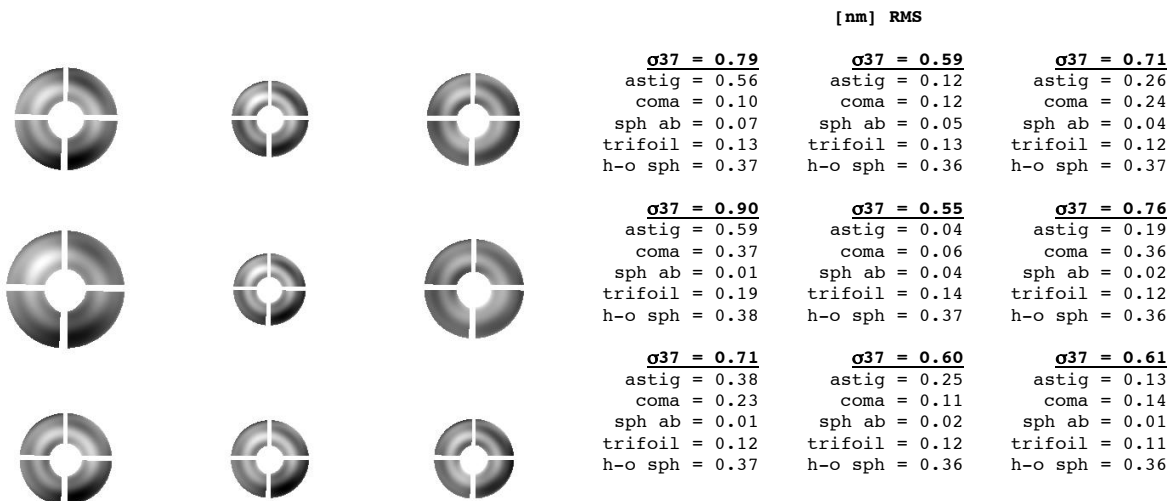 [nm] RMS
σ37 = 0.79 σ37 = 0.59 σ37 = 0.71
astig = 0.56 astig = 0.12 astig = 0.26
coma = 0.10 coma = 0.12 coma = 0.24
sph ab = 0.07 sph ab = 0.05 sph ab = 0.04
trifoil = 0.13 trifoil = 0.13 trifoil = 0.12
h-o sph = 0.37 h-o sph = 0.36 h-o sph = 0.37
σ37 = 0.90 σ37 = 0.55 σ37 = 0.76
astig = 0.59 astig = 0.04 astig = 0.19
coma = 0.37 coma = 0.06 coma = 0.36
sph ab = 0.01 sph ab = 0.04 sph ab = 0.02
trifoil = 0.19 trifoil = 0.14 trifoil = 0.12
h-o sph = 0.38 h-o sph = 0.37 h-o sph = 0.36
σ37 = 0.71 σ37 = 0.60 σ37 = 0.61
astig = 0.38 astig = 0.25 astig = 0.13
coma = 0.23 coma = 0.11 coma = 0.14
sph ab = 0.01 sph ab = 0.02 sph ab = 0.01
trifoil = 0.12 trifoil = 0.12 trifoil = 0.11
h-o sph = 0.37 h-o sph = 0.36 h-o sph = 0.36